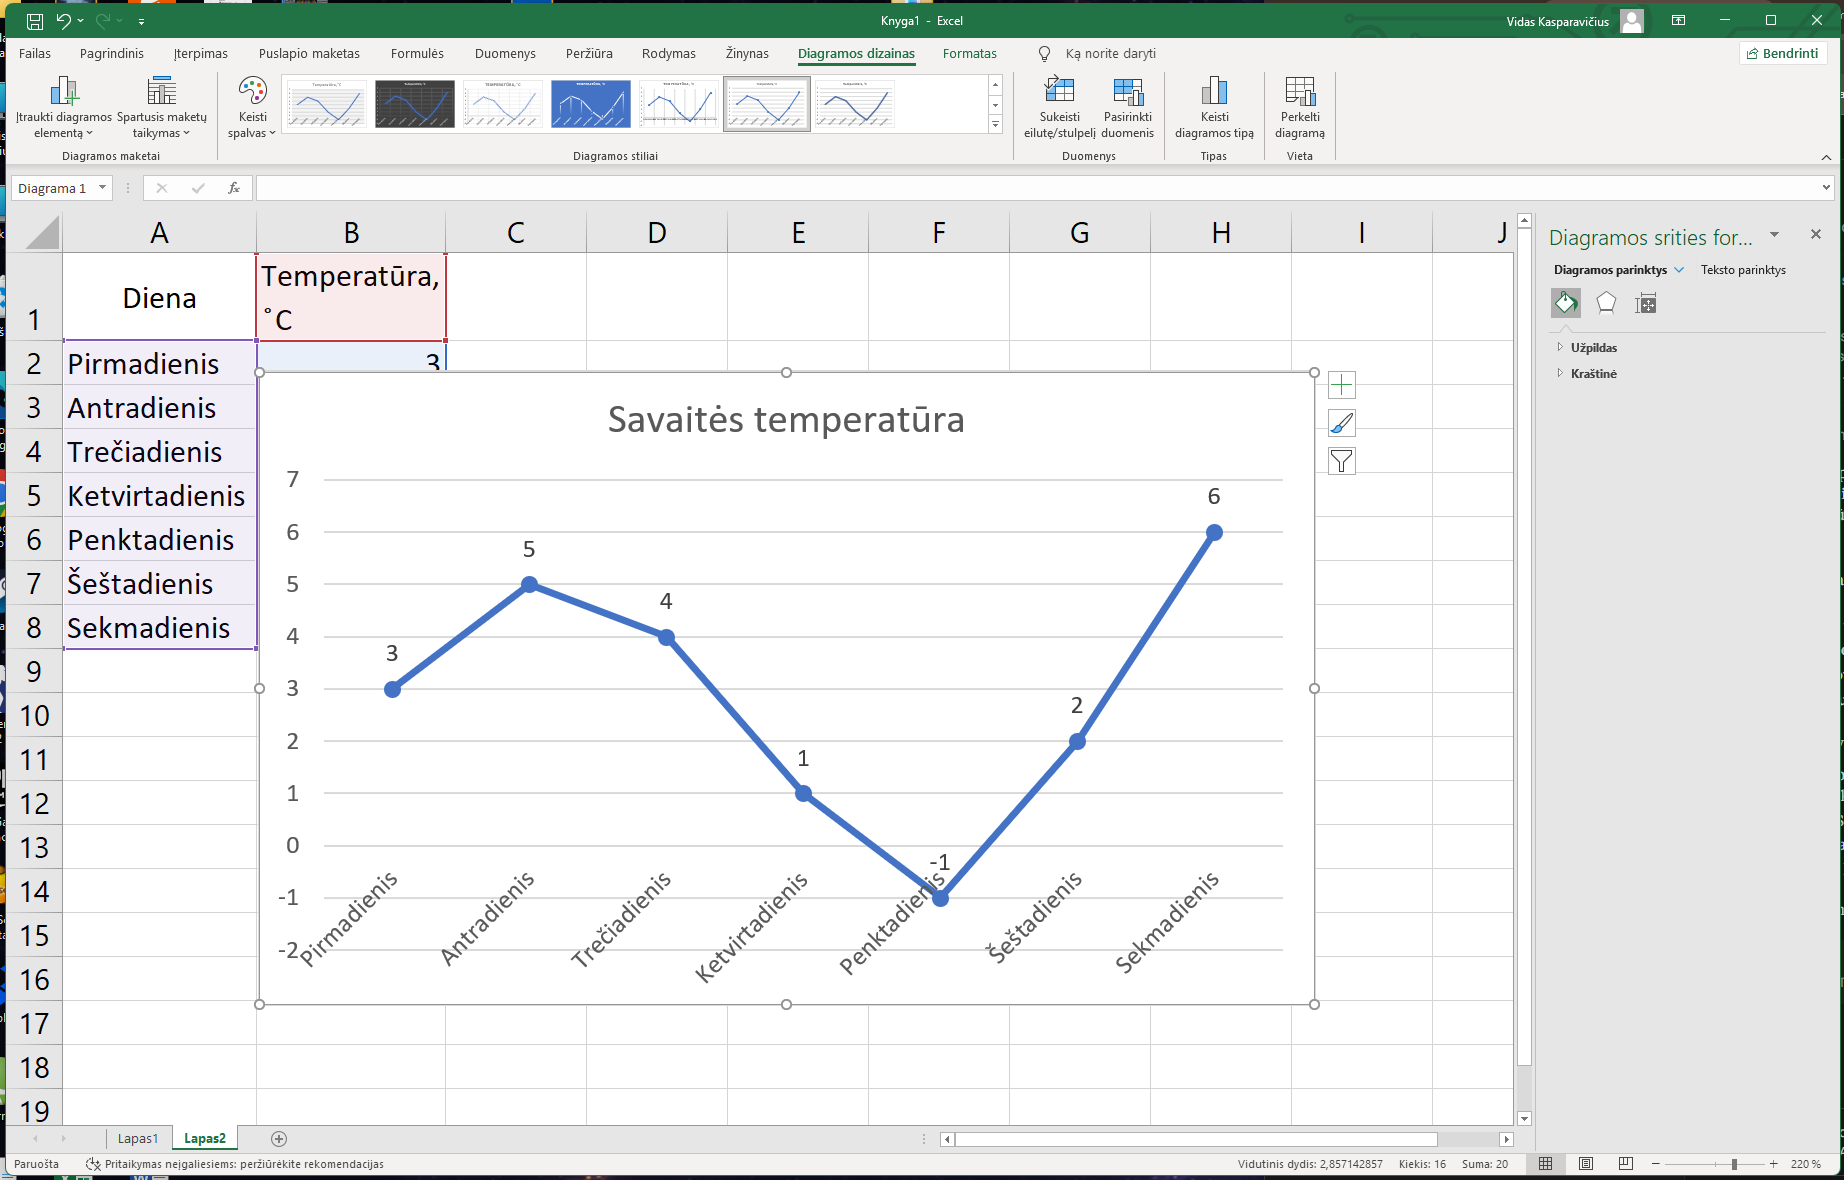 Knyga1 - Excel
Vidas Kasparavičius
Failas Pagrindinis Įterpimas Puslapio maketas Formulės Duomenys Peržiūra Rodymas Žinynas Diagramos dizainas Formatas Ką norite daryti Bendrinti
Įtraukti diagramos elementą
Spartusis maketų taikymas
Keisti spalvas
Sukeisti eilutę/stulpelį
Pasirinkti duomenis
Keisti diagramos tipą
Perkelti diagramą
Diagramos maketai Diagramos stiliai Duomenys Tipas Vieta
Diagrama 1 fx
A B C D E F G H I J
1 Diena Temperatūra, °C
2 Pirmadienis 3
3 Antradienis
4 Trečiadienis
5 Ketvirtadienis
6 Penktadienis
7 Šeštadienis
8 Sekmadienis
9
10
11
12
13
14
15
16
17
18
19
Savaitės temperatūra
7
6
5
4
3
2
1
0
-1
-2
3 5 4 1 -1 2 6
Pirmadienis Antradienis Trečiadienis Ketvirtadienis Penktadienis Šeštadienis Sekmadienis
Diagramos srities for...
Diagramos parinktys Teksto parinktys
Užpildas
Kraštinė
Lapas1 Lapas2
Paruošta Pritaikymas neįgaliesiems: peržiūrėkite rekomendacijas Vidutinis dydis: 2,857142857 Kiekis: 16 Suma: 20 220 %